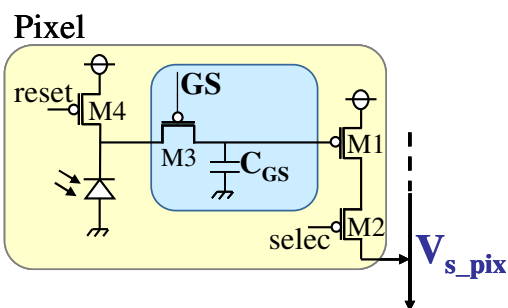 Pixel
reset
M4
GS
M3
C_GS
M1
selec
M2
V_s_pix